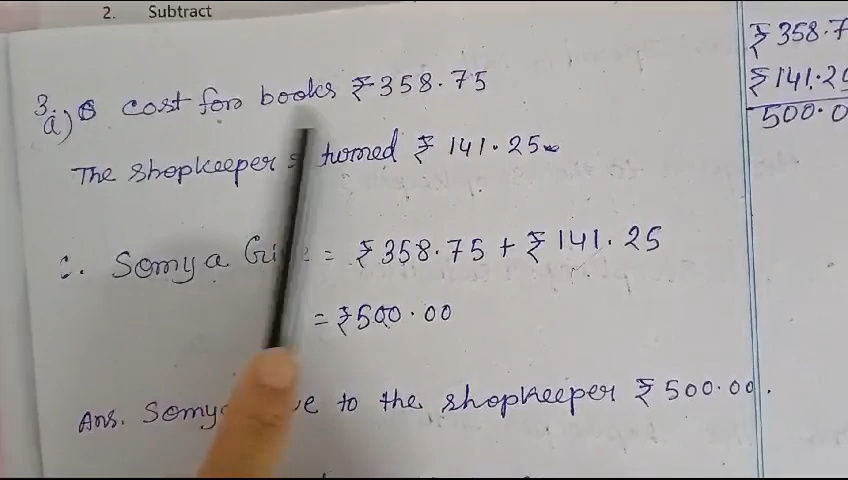 2. Subtract
3.
a) cost for books ₹358.75
The shopkeeper turned ₹ 141.25
∴ Somya = ₹358.75 + ₹141.25
= ₹500.00
Ans. to the shopkeeper ₹500.00.
₹358.7
₹141.2
500.0